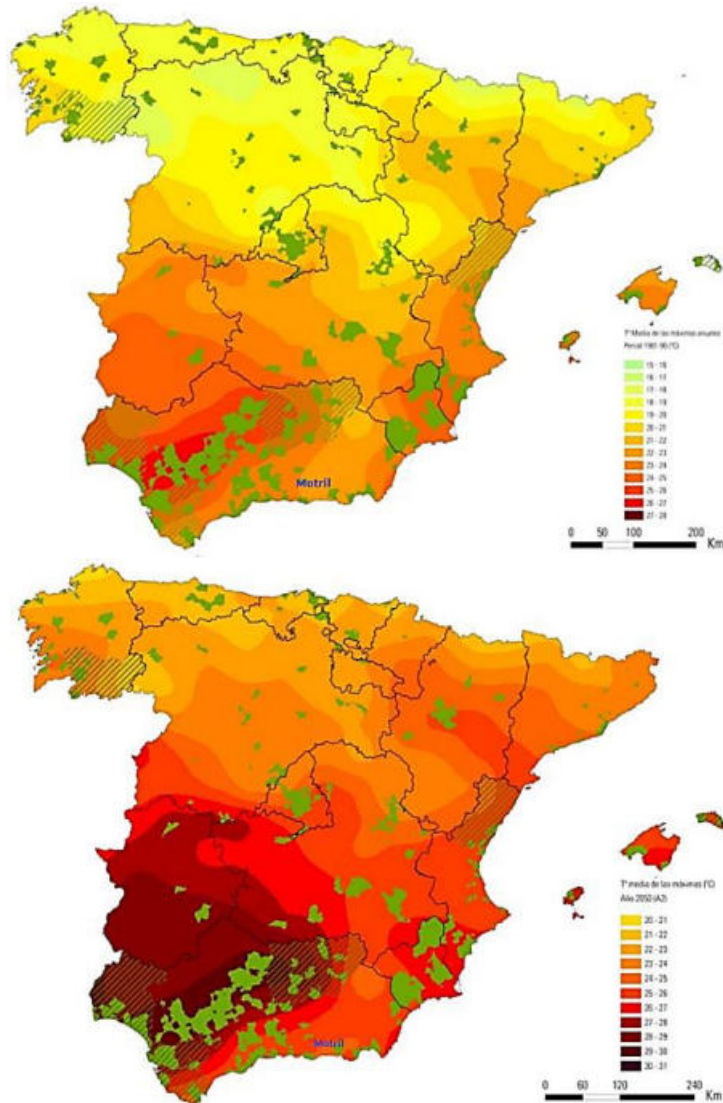 Tª Media de las máximas anuales
Período 1961-90 (ºC)
15 - 16
16 - 17
17 - 18
18 - 19
19 - 20
20 - 21
21 - 22
22 - 23
23 - 24
24 - 25
25 - 26
26 - 27
27 - 28
Motril
0 50 100 200
Km
Tª media de las máximas (ºC)
Año 2050 (A2)
20 - 21
21 - 22
22 - 23
23 - 24
24 - 25
25 - 26
26 - 27
27 - 28
28 - 29
29 - 30
30 - 31
Motril
0 60 120 240
Km